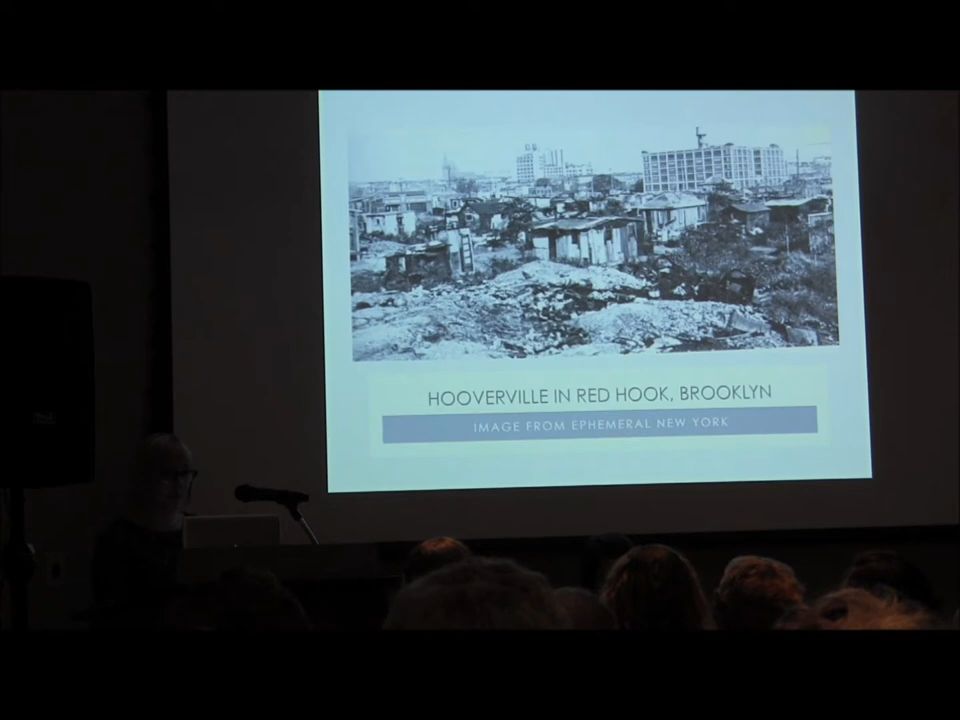 HOOVERVILLE IN RED HOOK, BROOKLYN
IMAGE FROM EPHEMERAL NEW YORK